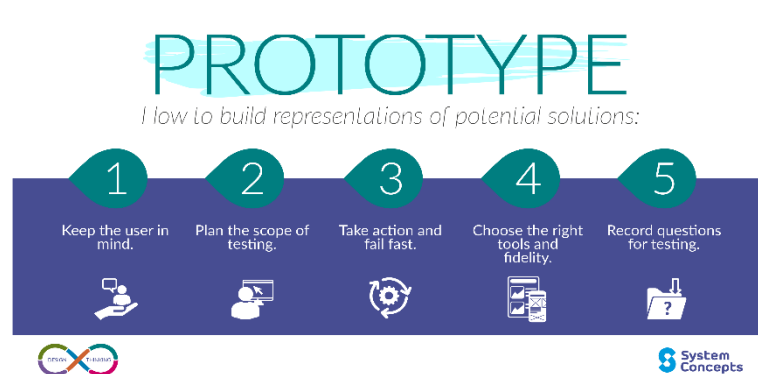 PROTOTYPE
How to build representations of potential solutions:
1
2
3
4
5
Keep the user in
mind.
Plan the scope of
testing.
Take action and
fail fast.
Choose the right
tools and
fidelity.
Record questions
for testing.
?
DESIGN THINKING
System
Concepts